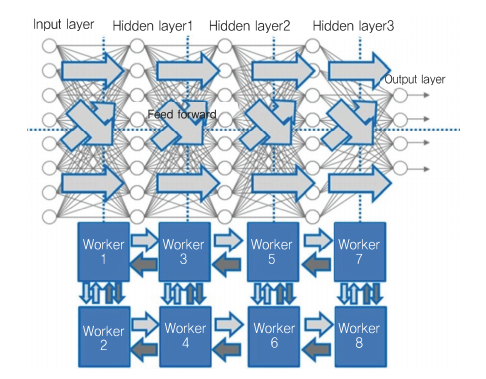 Input layer
Hidden layer1
Hidden layer2
Hidden layer3
Output layer
Feed forward
Worker
1
Worker
3
Worker
5
Worker
7
Worker
2
Worker
4
Worker
6
Worker
8